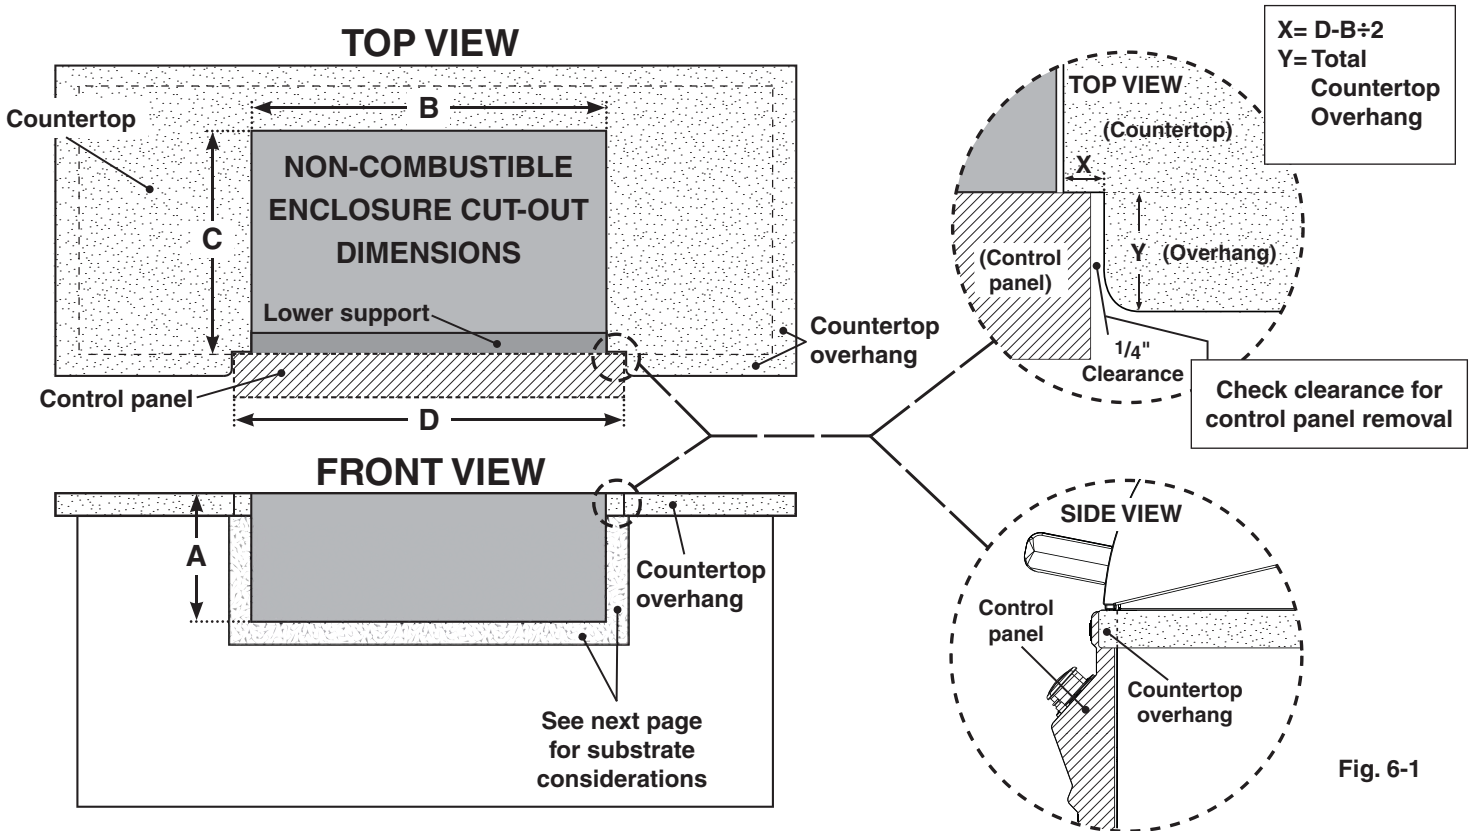 TOP VIEW
Countertop
B
NON-COMBUSTIBLE
ENCLOSURE CUT-OUT
DIMENSIONS
C
Lower support
Countertop
overhang
Control panel
D
X= D-B÷2
Y= Total
Countertop
Overhang
TOP VIEW
(Countertop)
X
(Control
panel)
Y
(Overhang)
1/4"
Clearance
Check clearance for
control panel removal
FRONT VIEW
A
Countertop
overhang
See next page
for substrate
considerations
SIDE VIEW
Control
panel
Countertop
overhang
Fig. 6-1